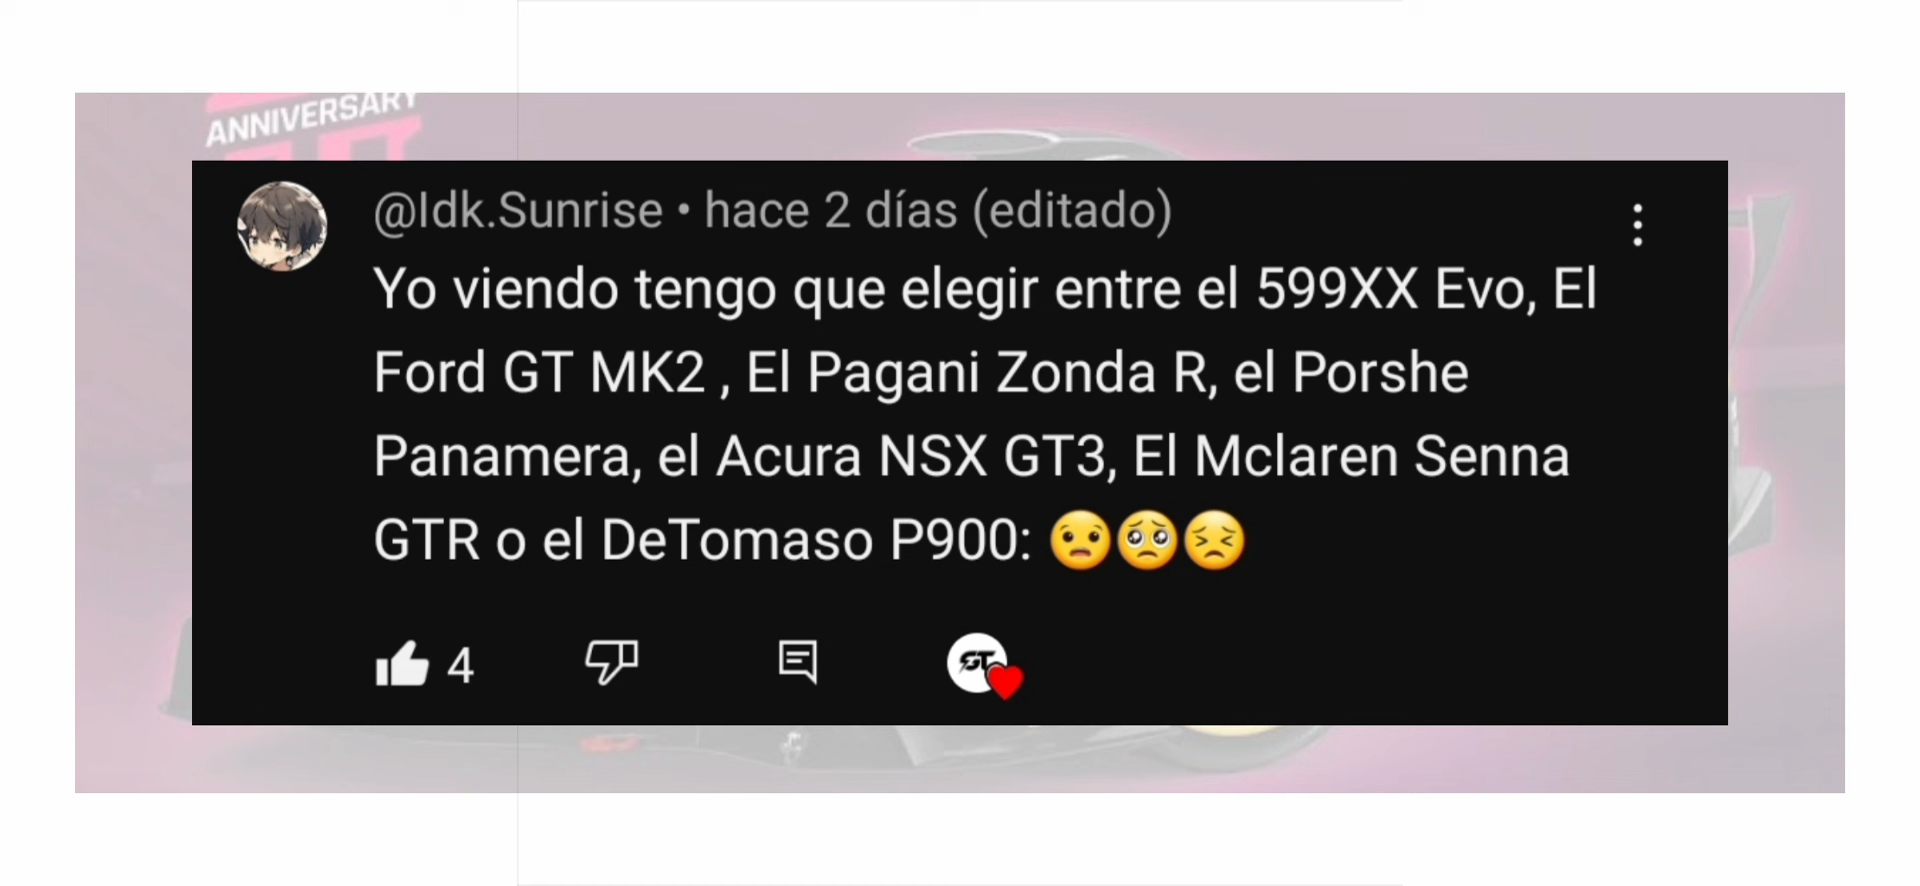 ANNIVERSARY
@Idk.Sunrise • hace 2 días (editado)
Yo viendo tengo que elegir entre el 599XX Evo, El
Ford GT MK2 , El Pagani Zonda R, el Porshe
Panamera, el Acura NSX GT3, El Mclaren Senna
GTR o el DeTomaso P900: 😟🥺😣
4
GT